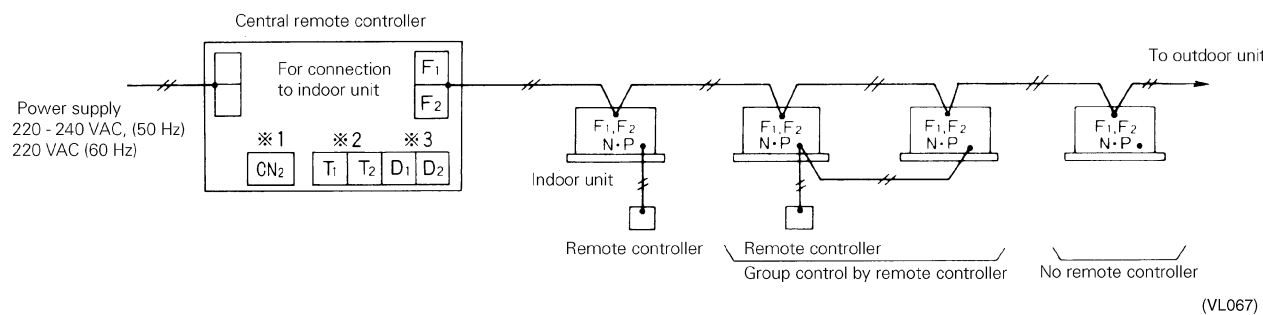 Central remote controller
To outdoor unit
For connection
to indoor unit
F₁
F₂
Power supply
220 - 240 VAC, (50 Hz)
220 VAC (60 Hz)
※1
※2
※3
CN₂
T₁
T₂
D₁
D₂
F₁,F₂
N·P
F₁,F₂
N·P
F₁,F₂
N·P
F₁,F₂
N·P
Indoor unit
Remote controller
Remote controller
Group control by remote controller
No remote controller
(VL067)